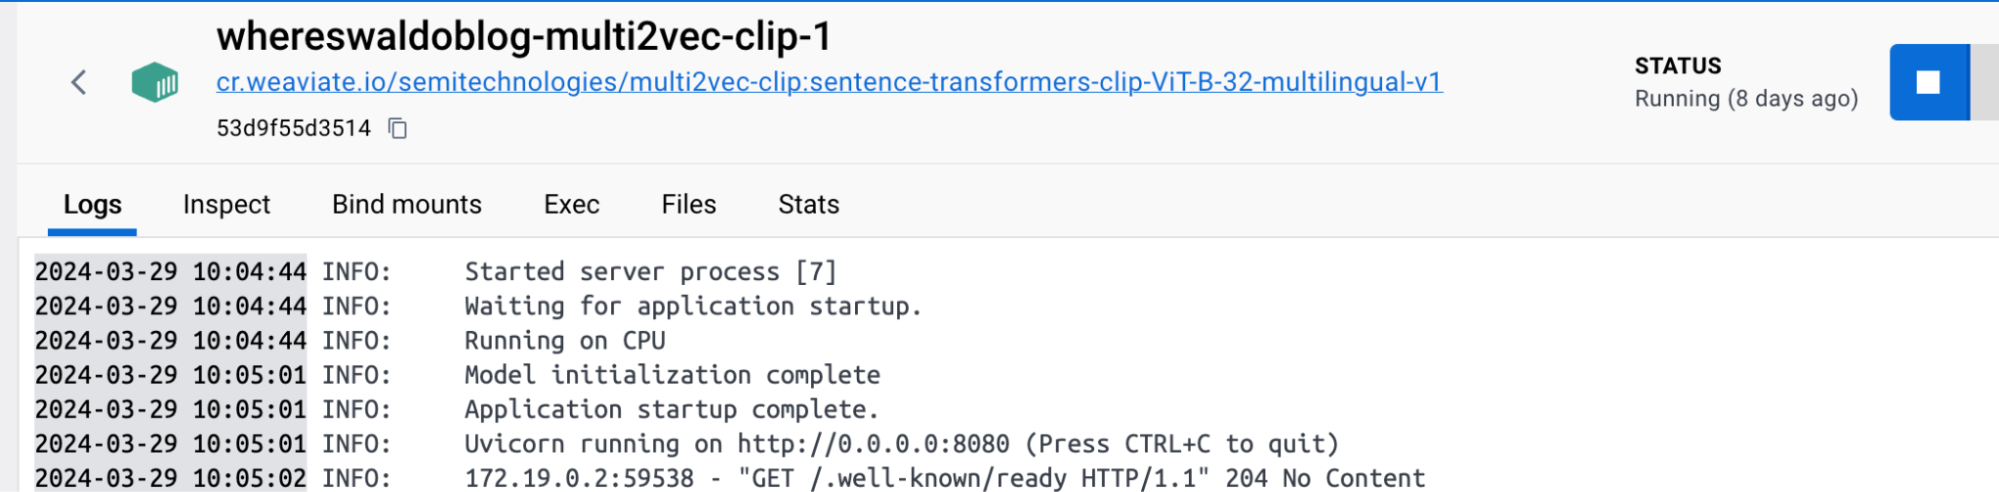 whereswaldoblog-multi2vec-clip-1
cr.weaviate.io/semitechnologies/multi2vec-clip:sentence-transformers-clip-ViT-B-32-multilingual-v1
53d9f55d3514
STATUS
Running (8 days ago)
Logs Inspect Bind mounts Exec Files Stats
2024-03-29 10:04:44 INFO: Started server process [7]
2024-03-29 10:04:44 INFO: Waiting for application startup.
2024-03-29 10:04:44 INFO: Running on CPU
2024-03-29 10:05:01 INFO: Model initialization complete
2024-03-29 10:05:01 INFO: Application startup complete.
2024-03-29 10:05:01 INFO: Uvicorn running on http://0.0.0.0:8080 (Press CTRL+C to quit)
2024-03-29 10:05:02 INFO: 172.19.0.2:59538 - "GET /.well-known/ready HTTP/1.1" 204 No Content